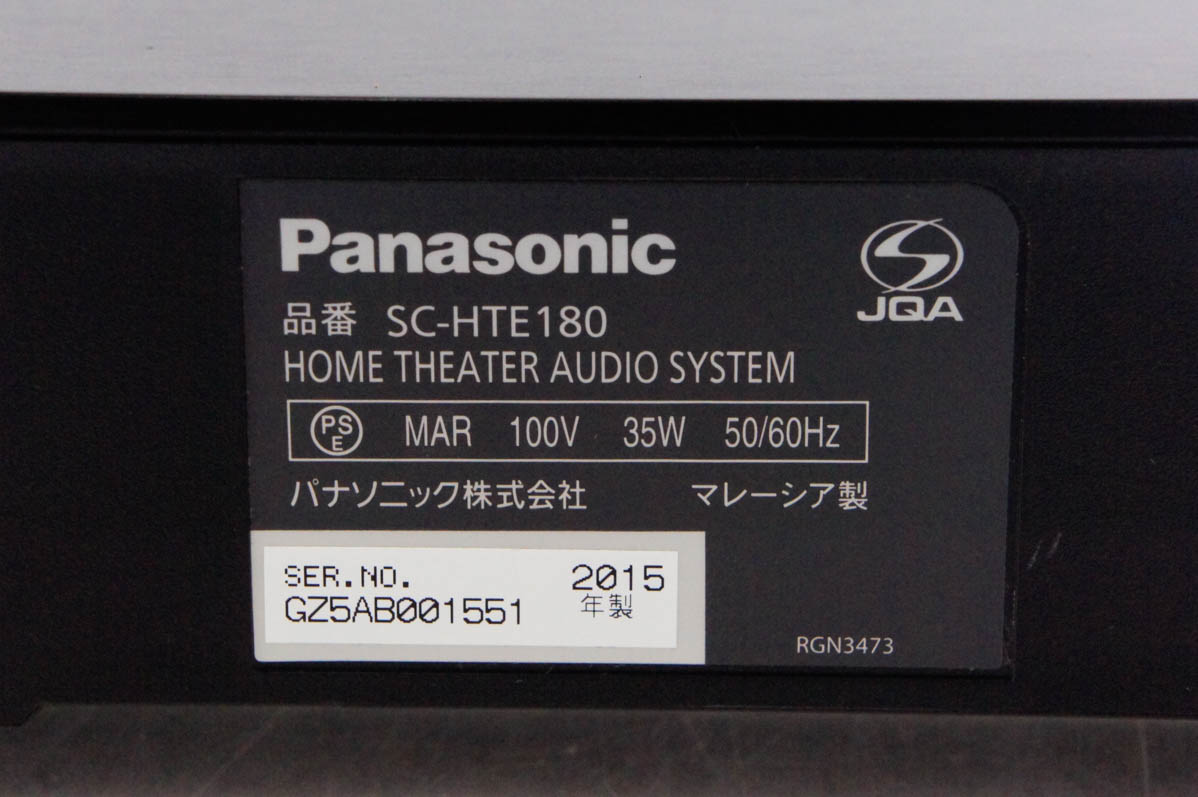 Panasonic
JQA
品番 SC-HTE180
HOME THEATER AUDIO SYSTEM
PSE MAR 100V 35W 50/60Hz
パナソニック株式会社 マレーシア製
SER.NO. 2015
GZ5AB001551 年製
RGN3473